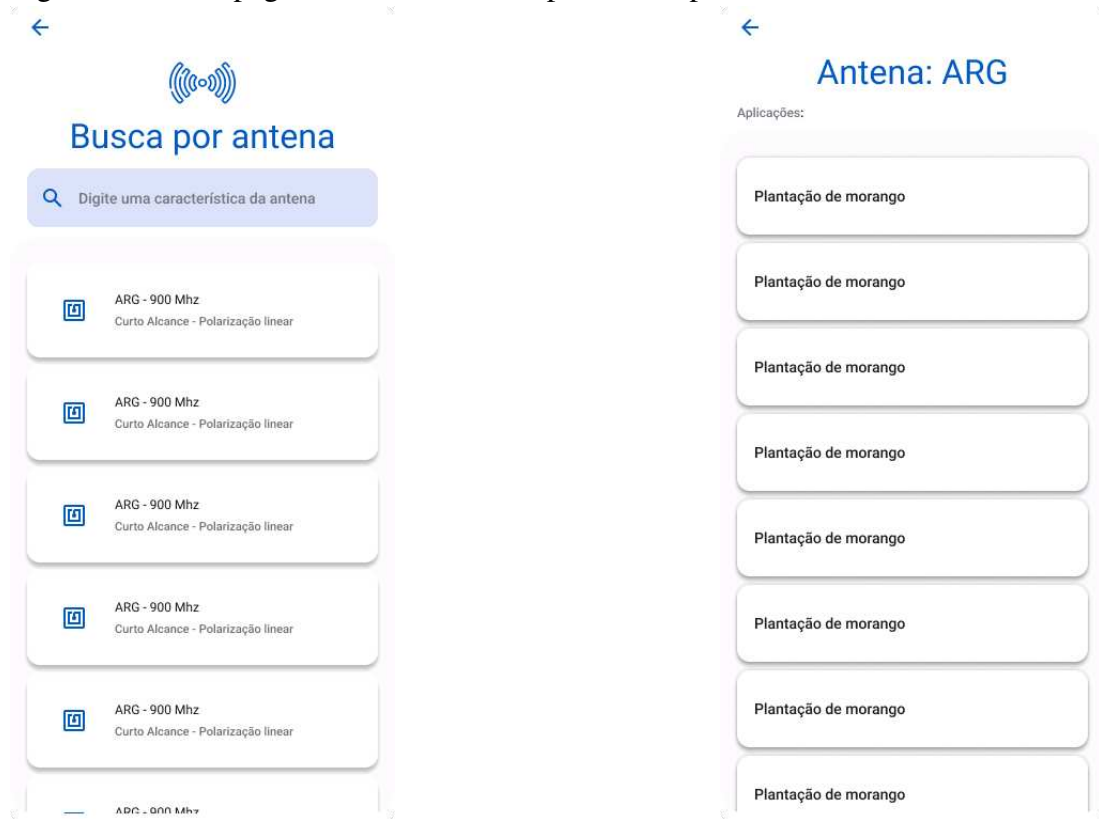 Busca por antena
Digite uma característica da antena
ARG - 900 Mhz
Curto Alcance - Polarização linear
ARG - 900 Mhz
Curto Alcance - Polarização linear
ARG - 900 Mhz
Curto Alcance - Polarização linear
ARG - 900 Mhz
Curto Alcance - Polarização linear
ARG - 900 Mhz
Curto Alcance - Polarização linear
ARG - 900 Mhz
Antena: ARG
Aplicações:
Plantação de morango
Plantação de morango
Plantação de morango
Plantação de morango
Plantação de morango
Plantação de morango
Plantação de morango
Plantação de morango